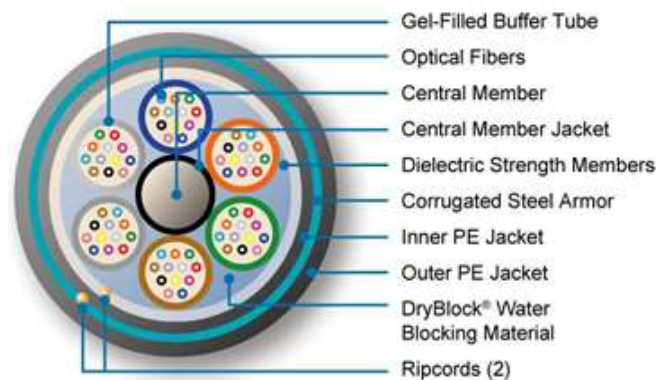 Gel-Filled Buffer Tube
Optical Fibers
Central Member
Central Member Jacket
Dielectric Strength Members
Corrugated Steel Armor
Inner PE Jacket
Outer PE Jacket
DryBlock® Water
Blocking Material
Ripcords (2)